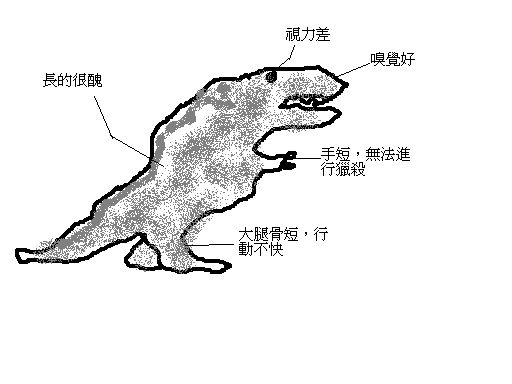 視力差
嗅覺好
長的很醜
手短，無法進
行獵殺
大腿骨短，行
動不快